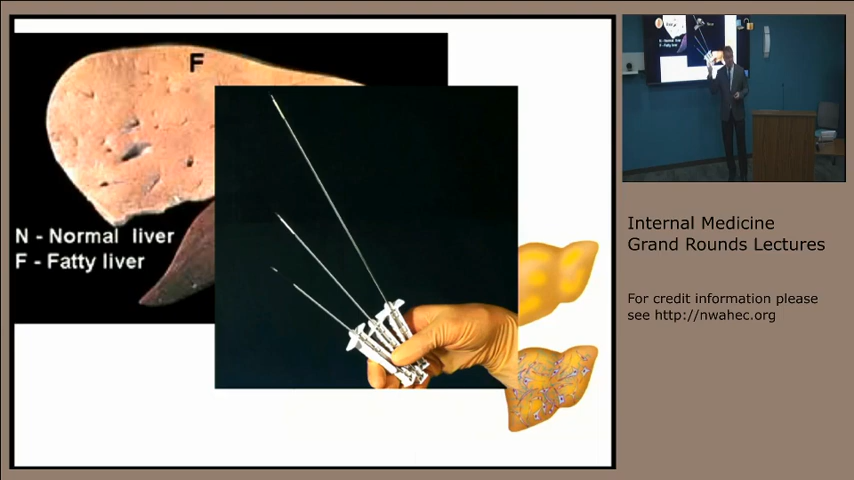 F
N - Normal liver
F - Fatty liver
Internal Medicine
Grand Rounds Lectures
For credit information please
see http://nwahec.org